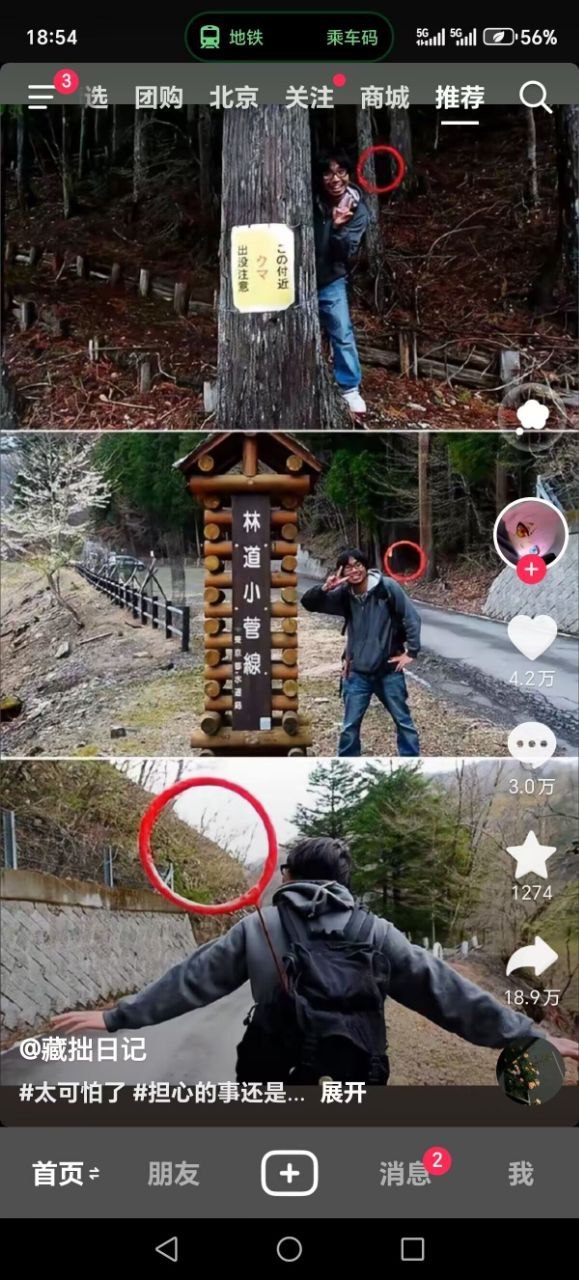 18:54
地铁
乘车码
5G
5G
56%
3
选
团购
北京
关注
商城
推荐
この付近
クマ
出没注意
林道小菅線
4.2万
3.0万
1274
18.9万
@藏拙日记
#太可怕了 #担心的事还是... 展开
首页
朋友
消息
2
我